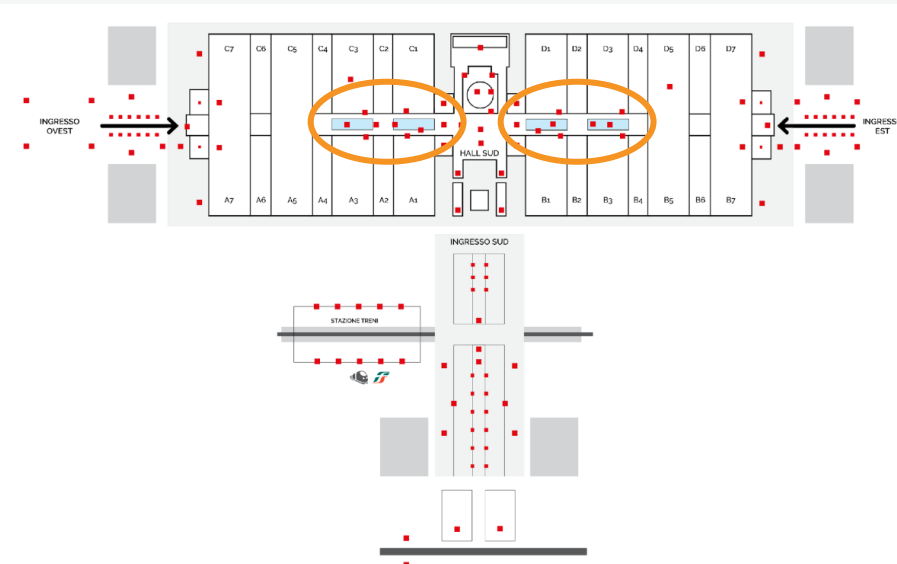 C7 C6 C5 C4 C3 C2 C1 D1 D2 D3 D4 D5 D6 D7
INGRESSO
OVEST
INGRESS
EST
HALL SUD
A7 A6 A5 A4 A3 A2 A1 B1 B2 B3 B4 B5 B6 B7
INGRESSO SUD
STAZIONE TRENI